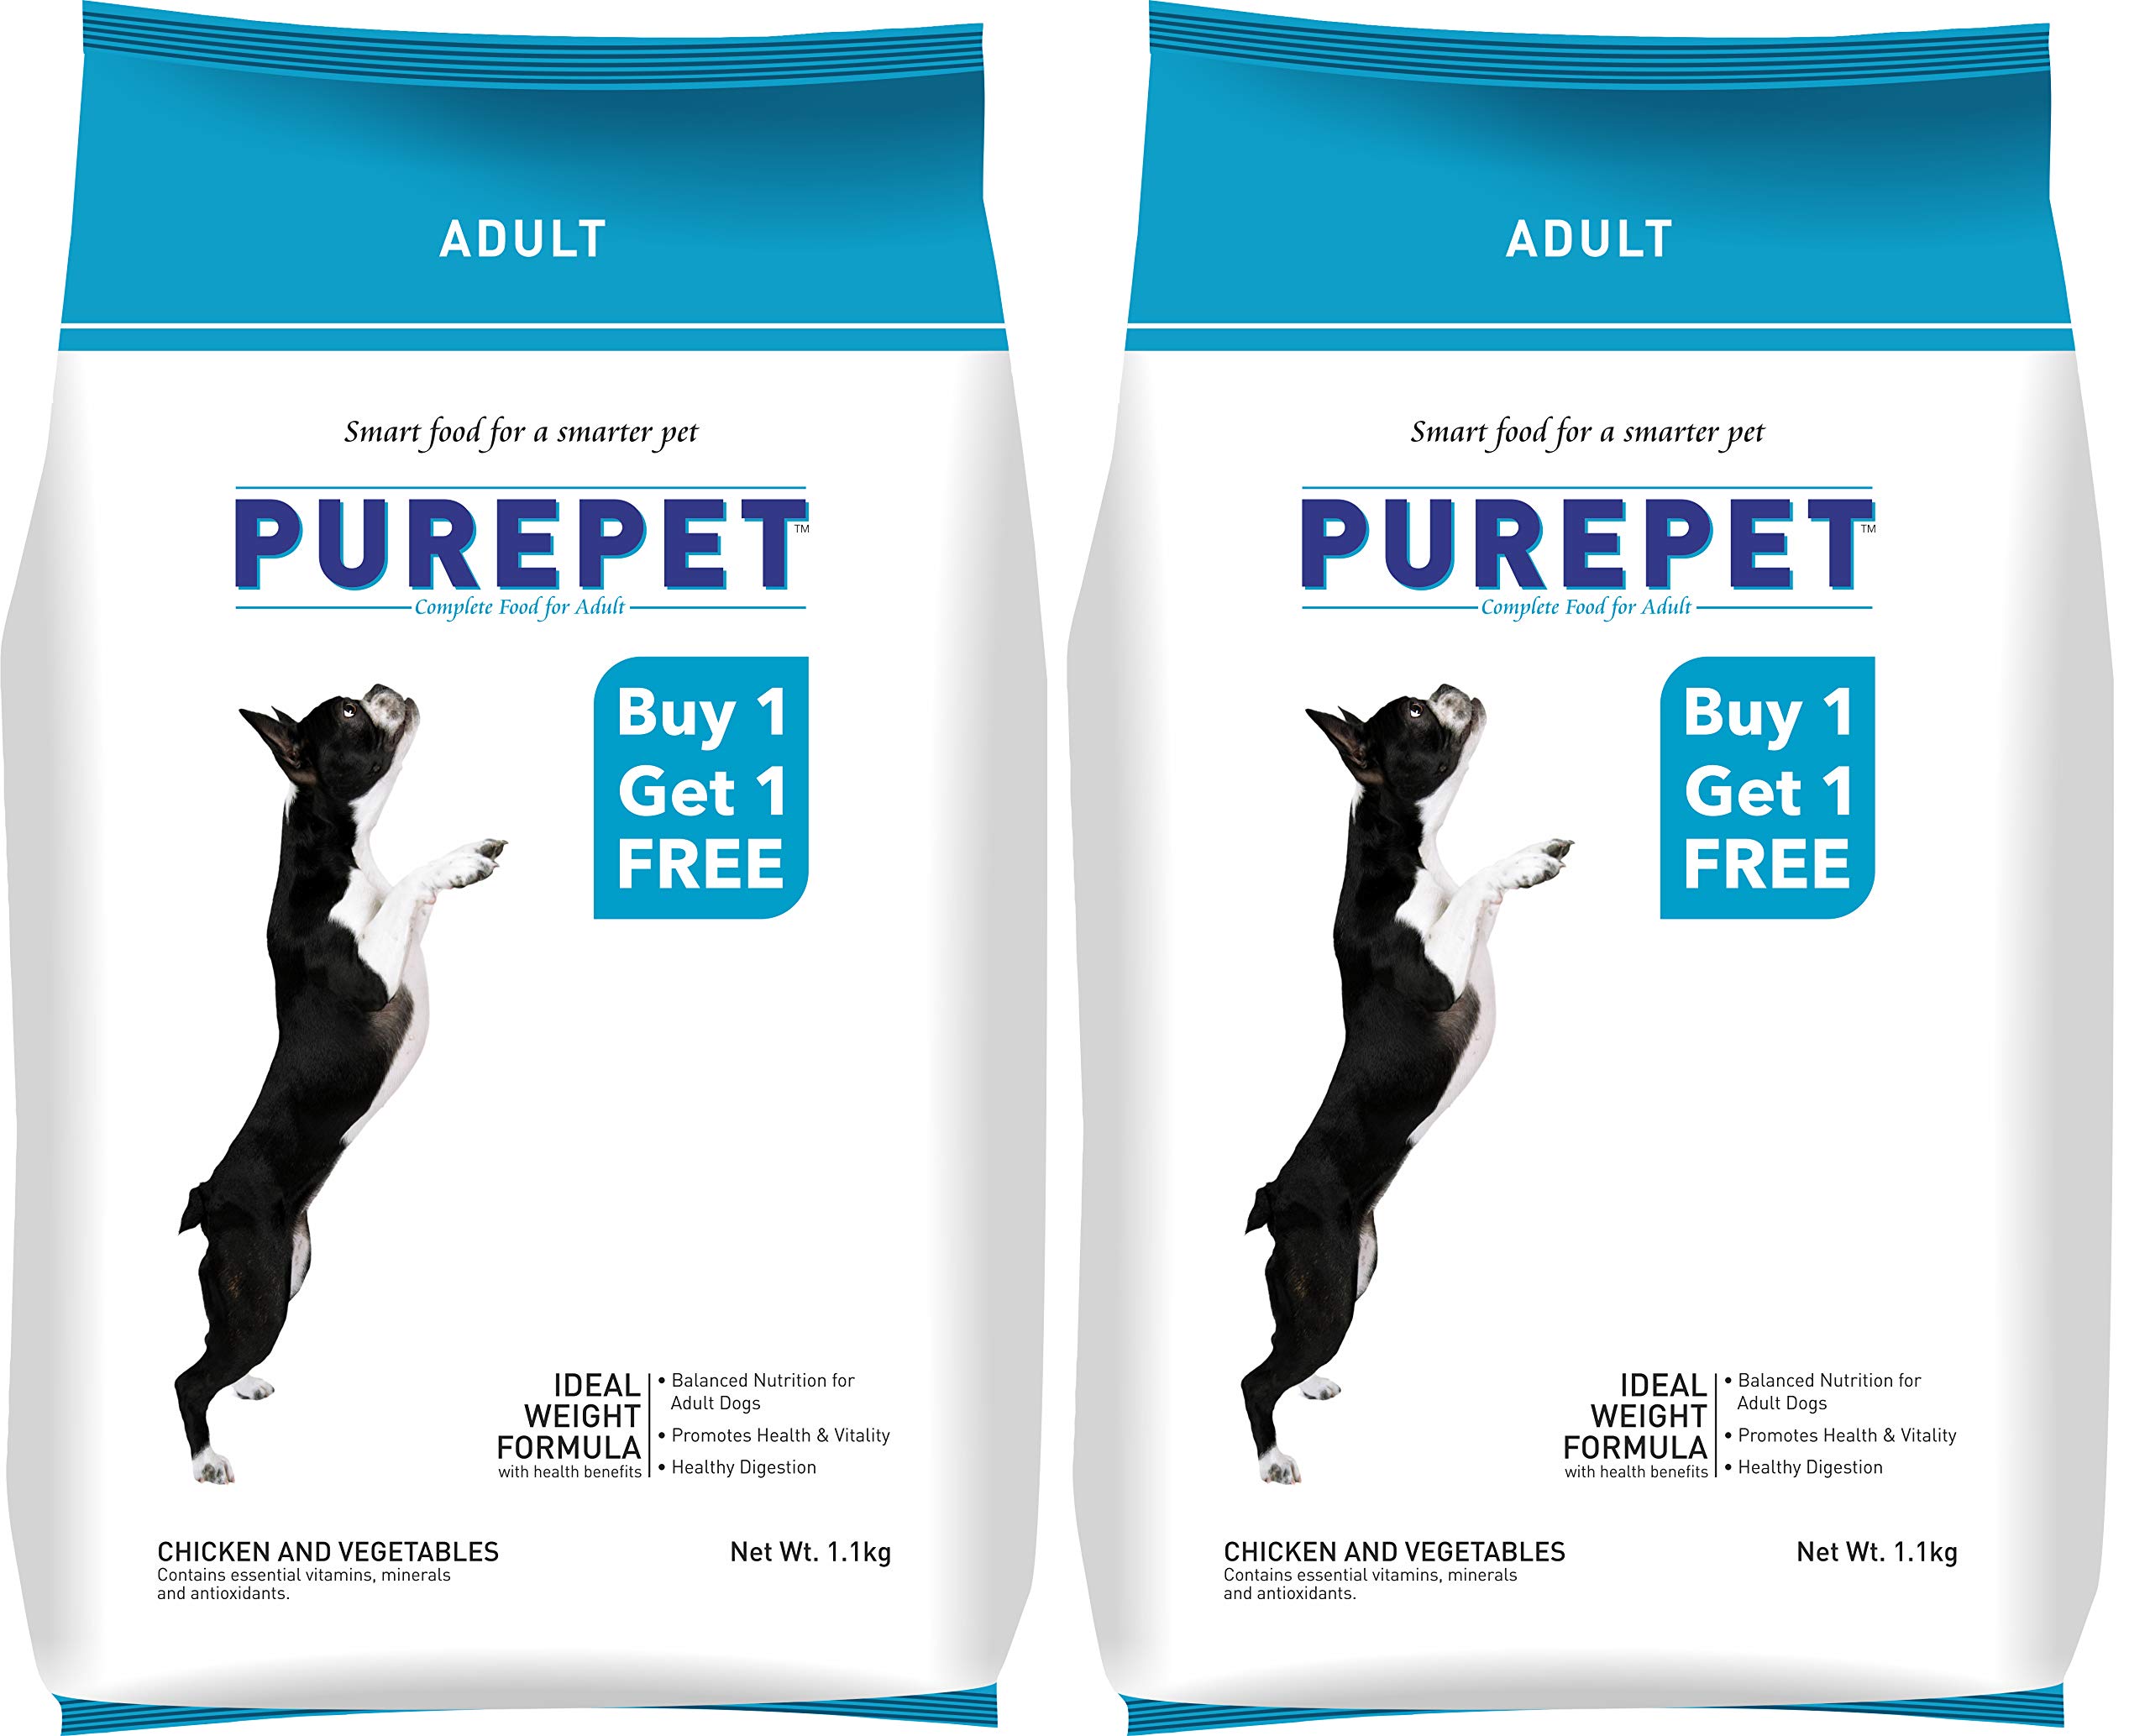 ADULT
Smart food for a smarter pet
PUREPET™
Complete Food for Adult
Buy 1
Get 1
FREE
IDEAL
WEIGHT
FORMULA
with health benefits
• Balanced Nutrition for
Adult Dogs
• Promotes Health & Vitality
• Healthy Digestion
CHICKEN AND VEGETABLES
Contains essential vitamins, minerals
and antioxidants.
Net Wt. 1.1kg
ADULT
Smart food for a smarter pet
PUREPET™
Complete Food for Adult
Buy 1
Get 1
FREE
IDEAL
WEIGHT
FORMULA
with health benefits
• Balanced Nutrition for
Adult Dogs
• Promotes Health & Vitality
• Healthy Digestion
CHICKEN AND VEGETABLES
Contains essential vitamins, minerals
and antioxidants.
Net Wt. 1.1kg